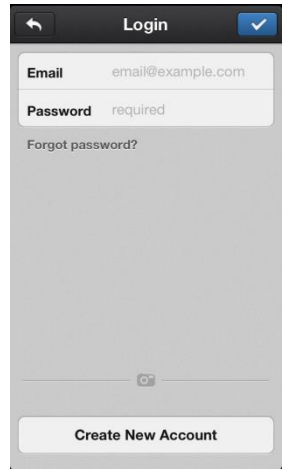 Login
Email email@example.com
Password required
Forgot password?
Create New Account